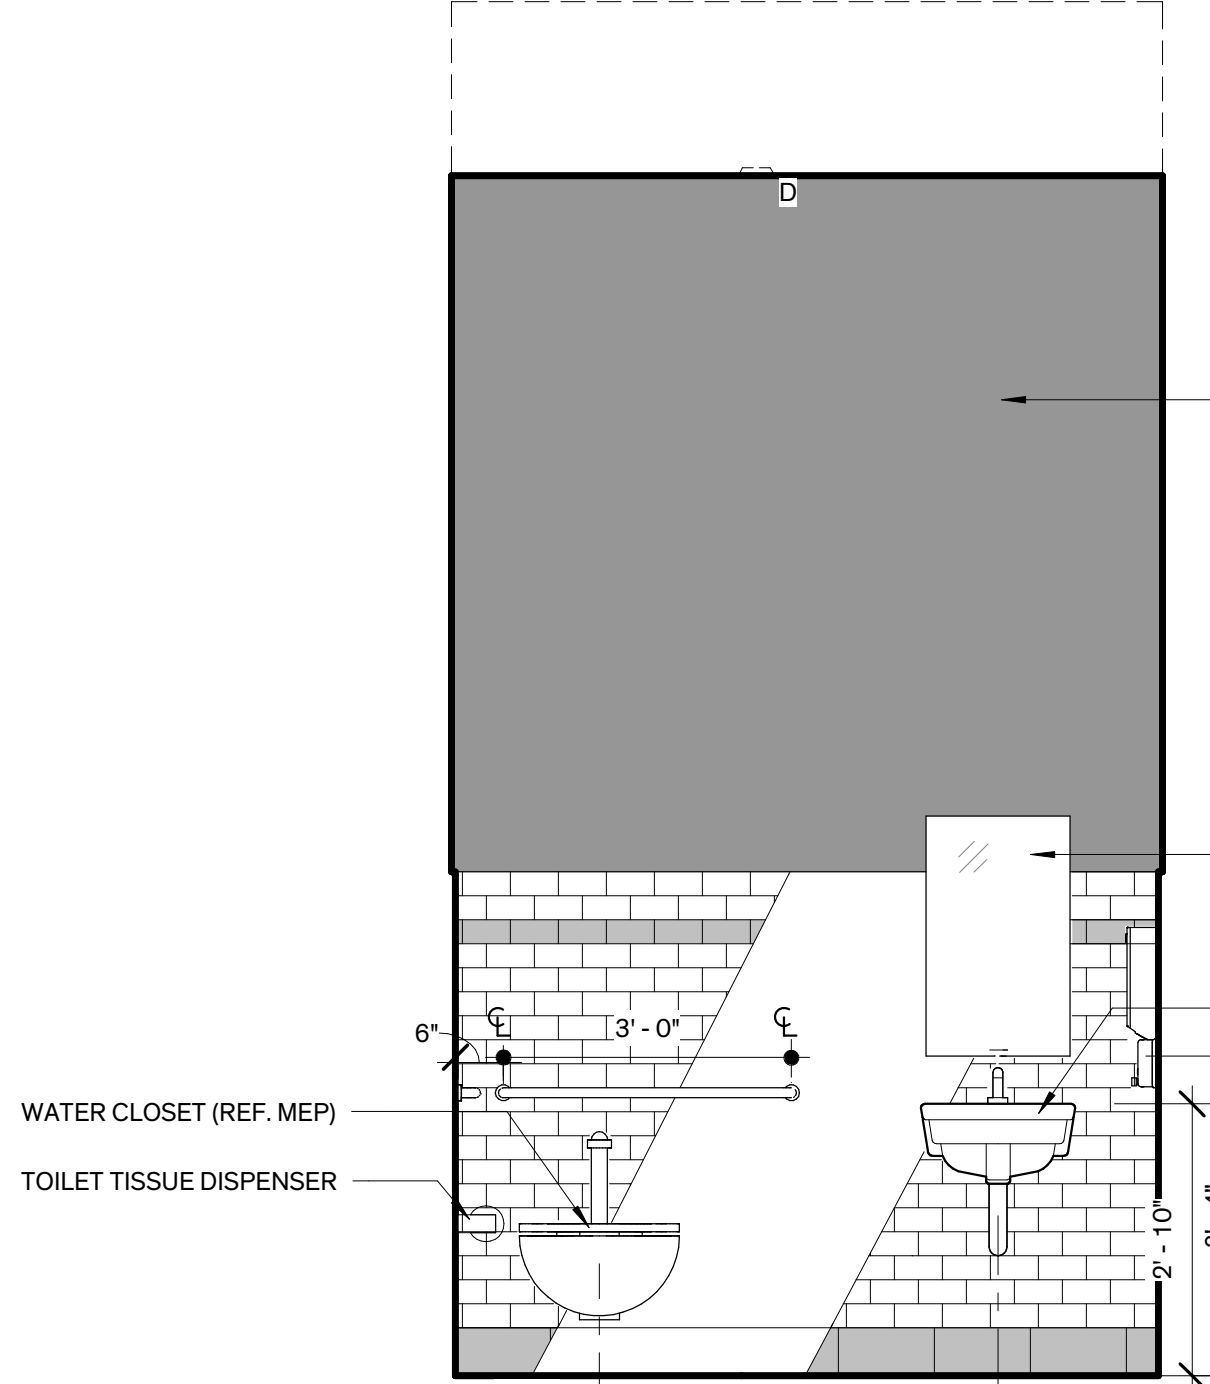 D
6"
℄
3' - 0"
℄
WATER CLOSET (REF. MEP)
TOILET TISSUE DISPENSER
2' - 10"